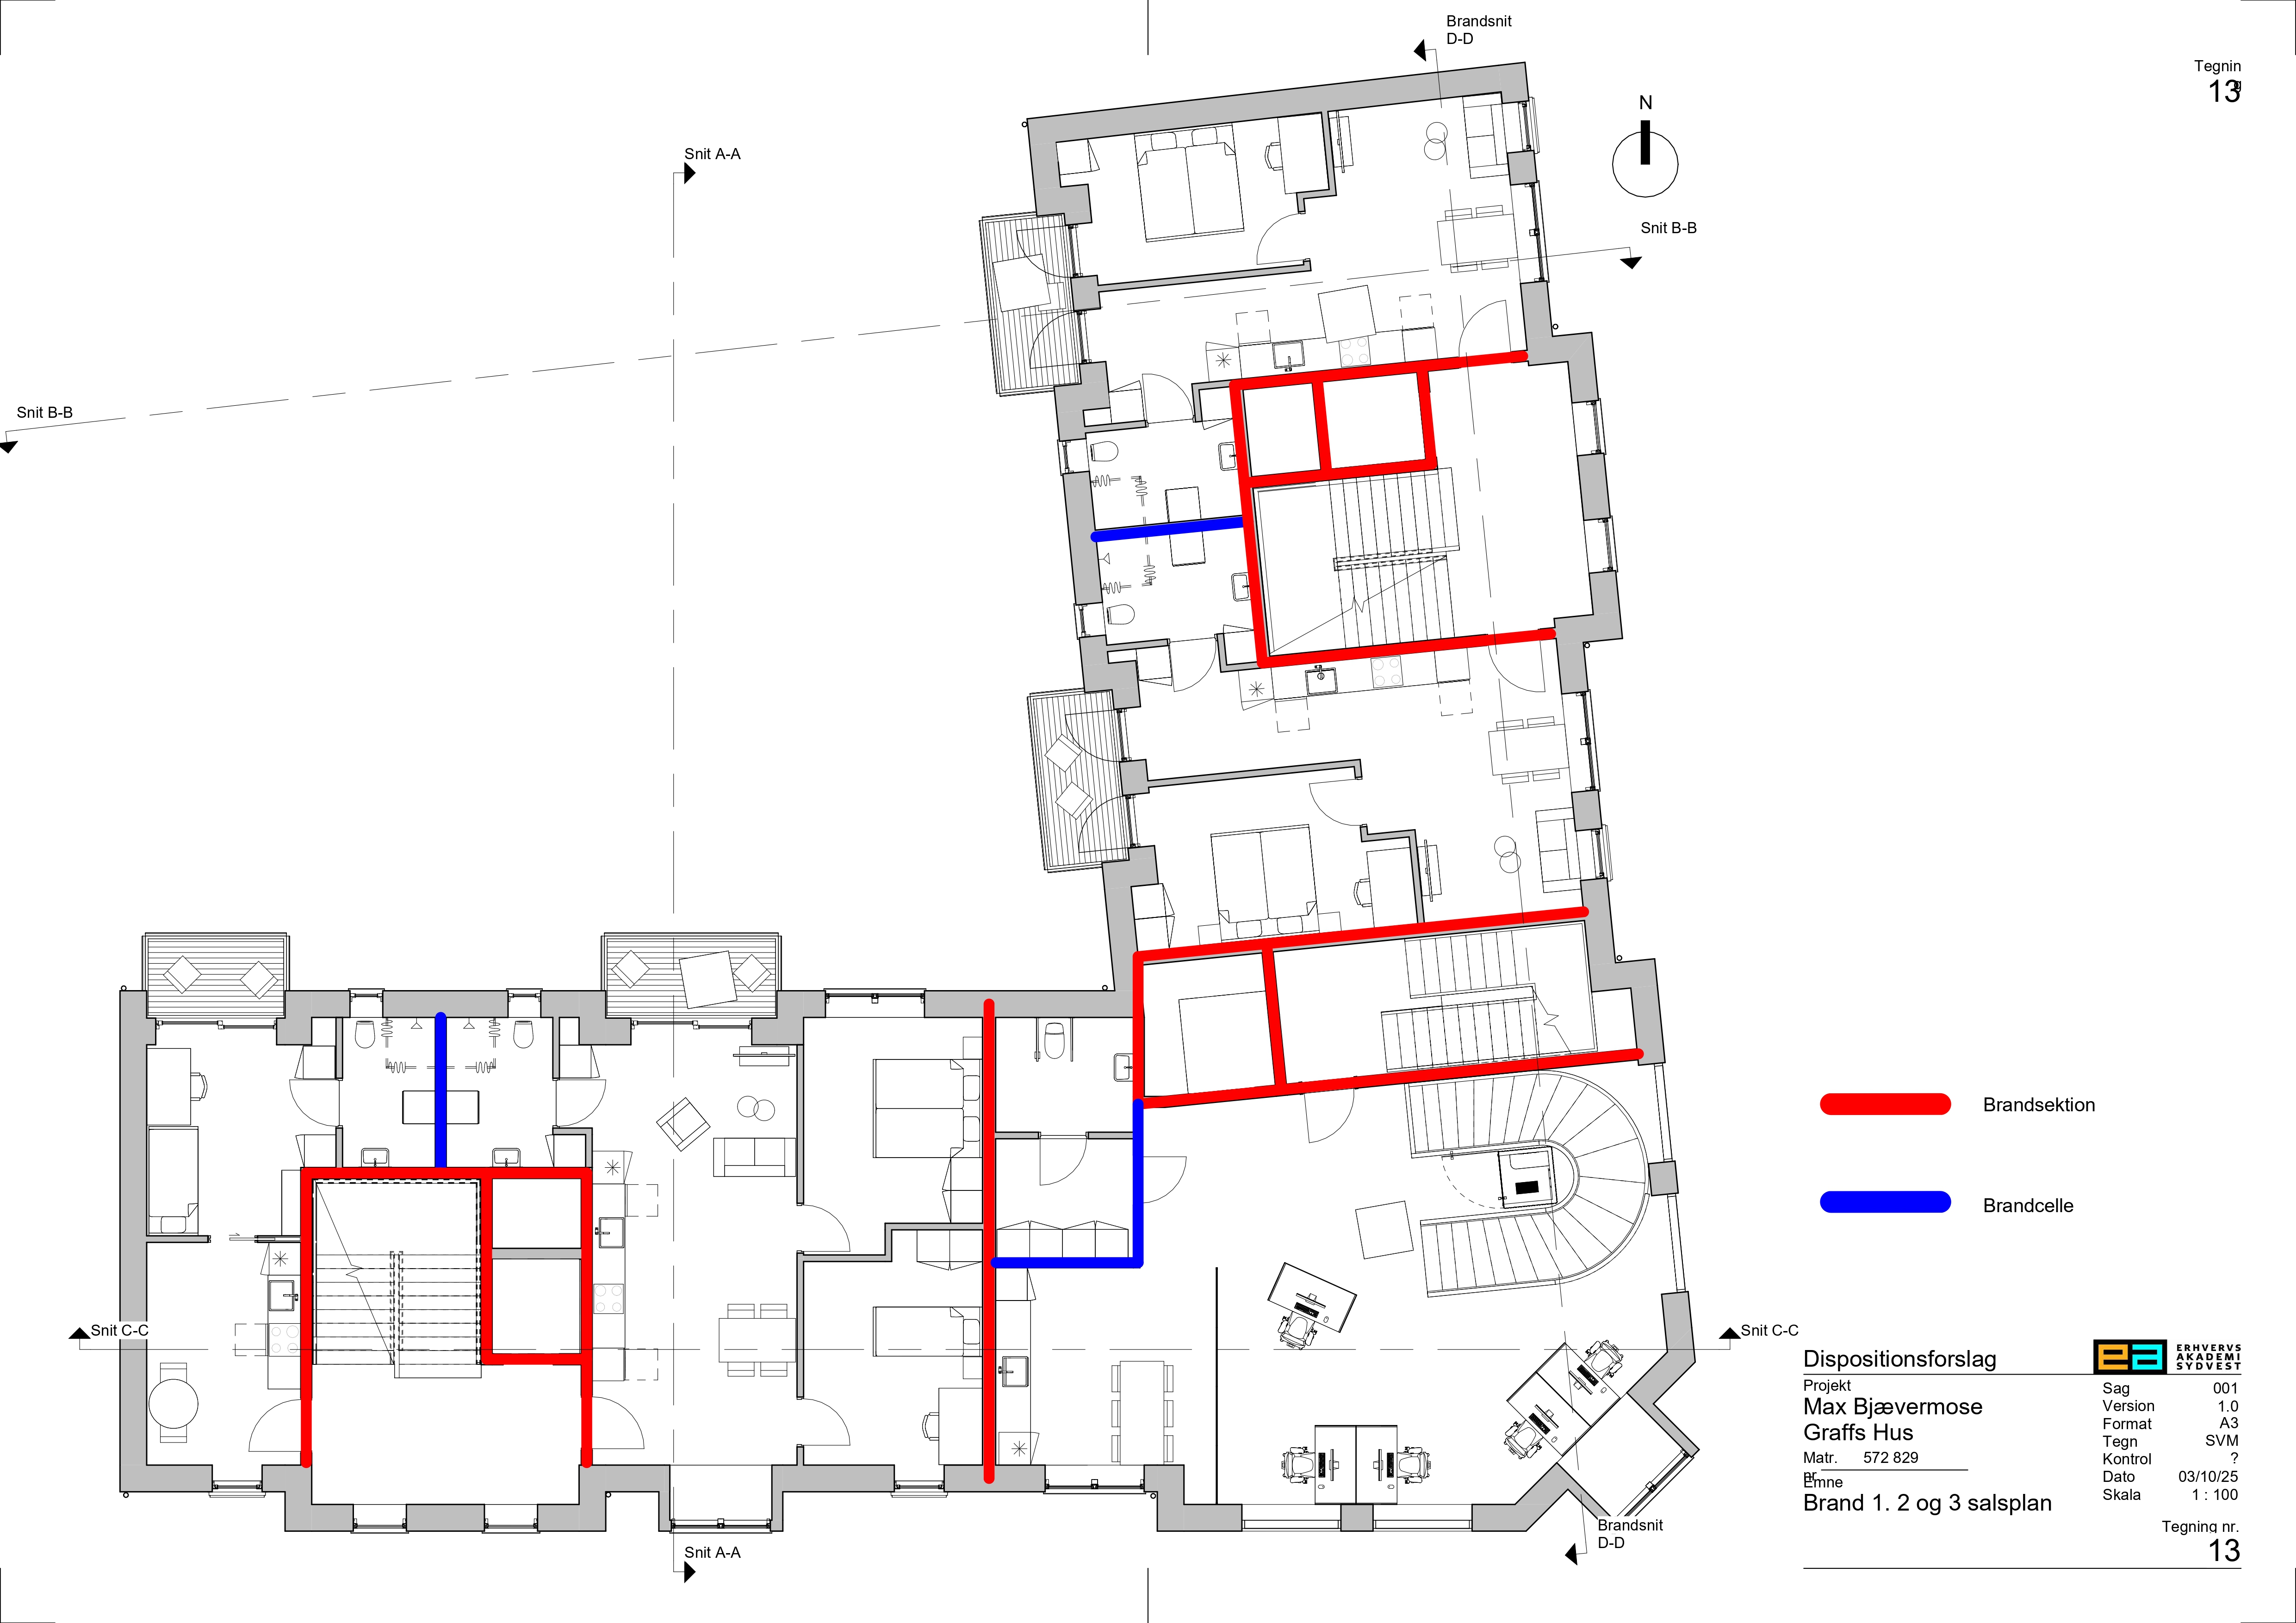 Brandsnit
D-D
Tegnin
g
13
N
Snit A-A
Snit B-B
Snit B-B
Brandsektion
Brandcelle
Snit C-C
Snit C-C
Dispositionsforslag
ea ERHVERVS
AKADEMI
SYDVEST
Projekt
Max Bjævermose
Graffs Hus
Matr. 572 829
nr.
Emne
Brand 1. 2 og 3 salsplan
Sag 001
Version 1.0
Format A3
Tegn SVM
Kontrol ?
Dato 03/10/25
Skala 1 : 100
Tegning nr.
13
Brandsnit
D-D
Snit A-A